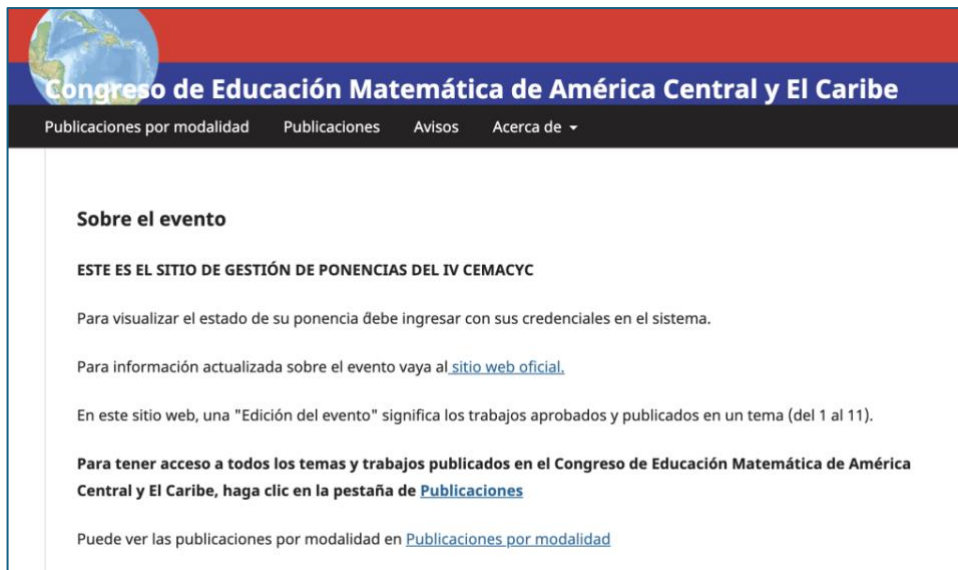 Congreso de Educación Matemática de América Central y El Caribe
Publicaciones por modalidad Publicaciones Avisos Acerca de
Sobre el evento
ESTE ES EL SITIO DE GESTIÓN DE PONENCIAS DEL IV CEMACYC
Para visualizar el estado de su ponencia debe ingresar con sus credenciales en el sistema.
Para información actualizada sobre el evento vaya al sitio web oficial.
En este sitio web, una "Edición del evento" significa los trabajos aprobados y publicados en un tema (del 1 al 11).
Para tener acceso a todos los temas y trabajos publicados en el Congreso de Educación Matemática de América
Central y El Caribe, haga clic en la pestaña de Publicaciones
Puede ver las publicaciones por modalidad en Publicaciones por modalidad